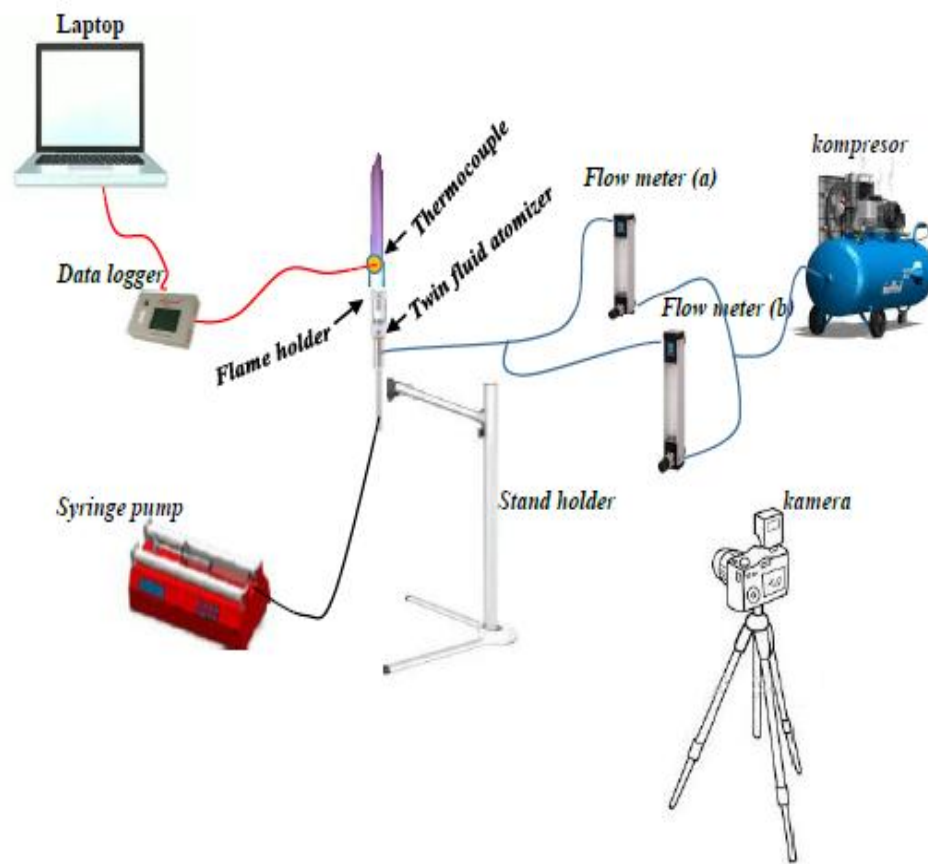 Laptop
Thermocouple
kompresor
Flow meter (a)
Twin fluid atomizer
Data logger
Flow meter (b)
Flame holder
Syringe pump
Stand holder
kamera